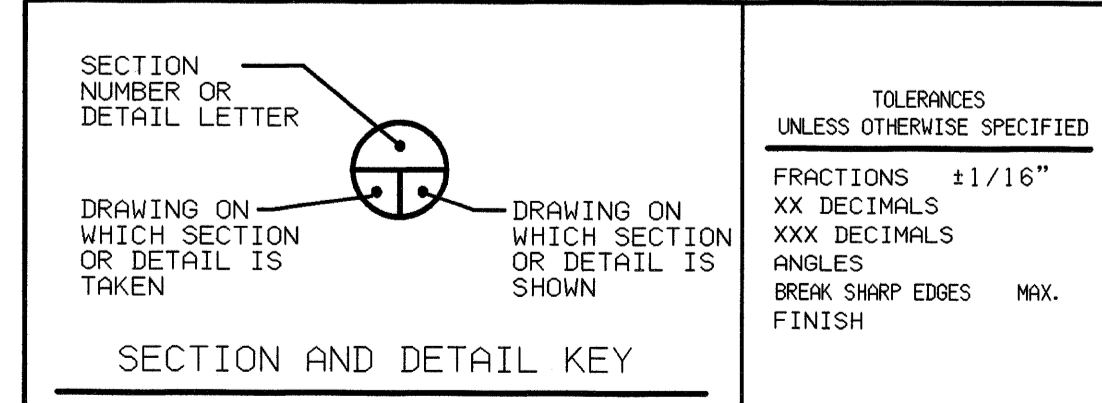 SECTION
NUMBER OR
DETAIL LETTER
DRAWING ON
WHICH SECTION
OR DETAIL IS
TAKEN
DRAWING ON
WHICH SECTION
OR DETAIL IS
SHOWN
SECTION AND DETAIL KEY
TOLERANCES
UNLESS OTHERWISE SPECIFIED
FRACTIONS ±1/16"
XX DECIMALS
XXX DECIMALS
ANGLES
BREAK SHARP EDGES MAX.
FINISH